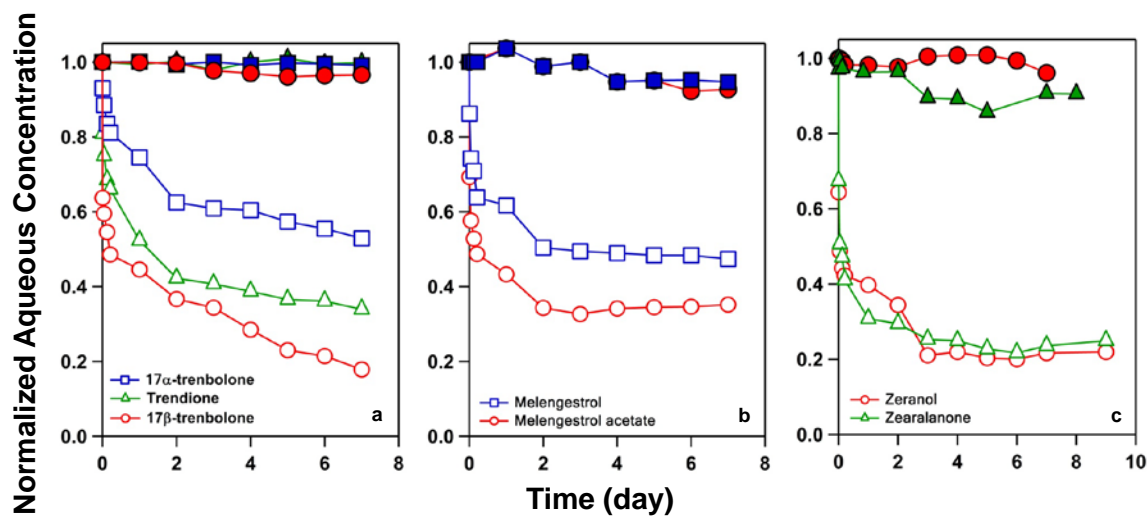 Normalized Aqueous Concentration
1.0
0.8
0.6
0.4
0.2
0.0
17α-trenbolone
Trendione
17β-trenbolone
a
0 2 4 6 8
1.0
0.8
0.6
0.4
0.2
0.0
Melengestrol
Melengestrol acetate
b
0 2 4 6 8
1.0
0.8
0.6
0.4
0.2
0.0
Zeranol
Zearalanone
c
0 2 4 6 8 10
Time (day)